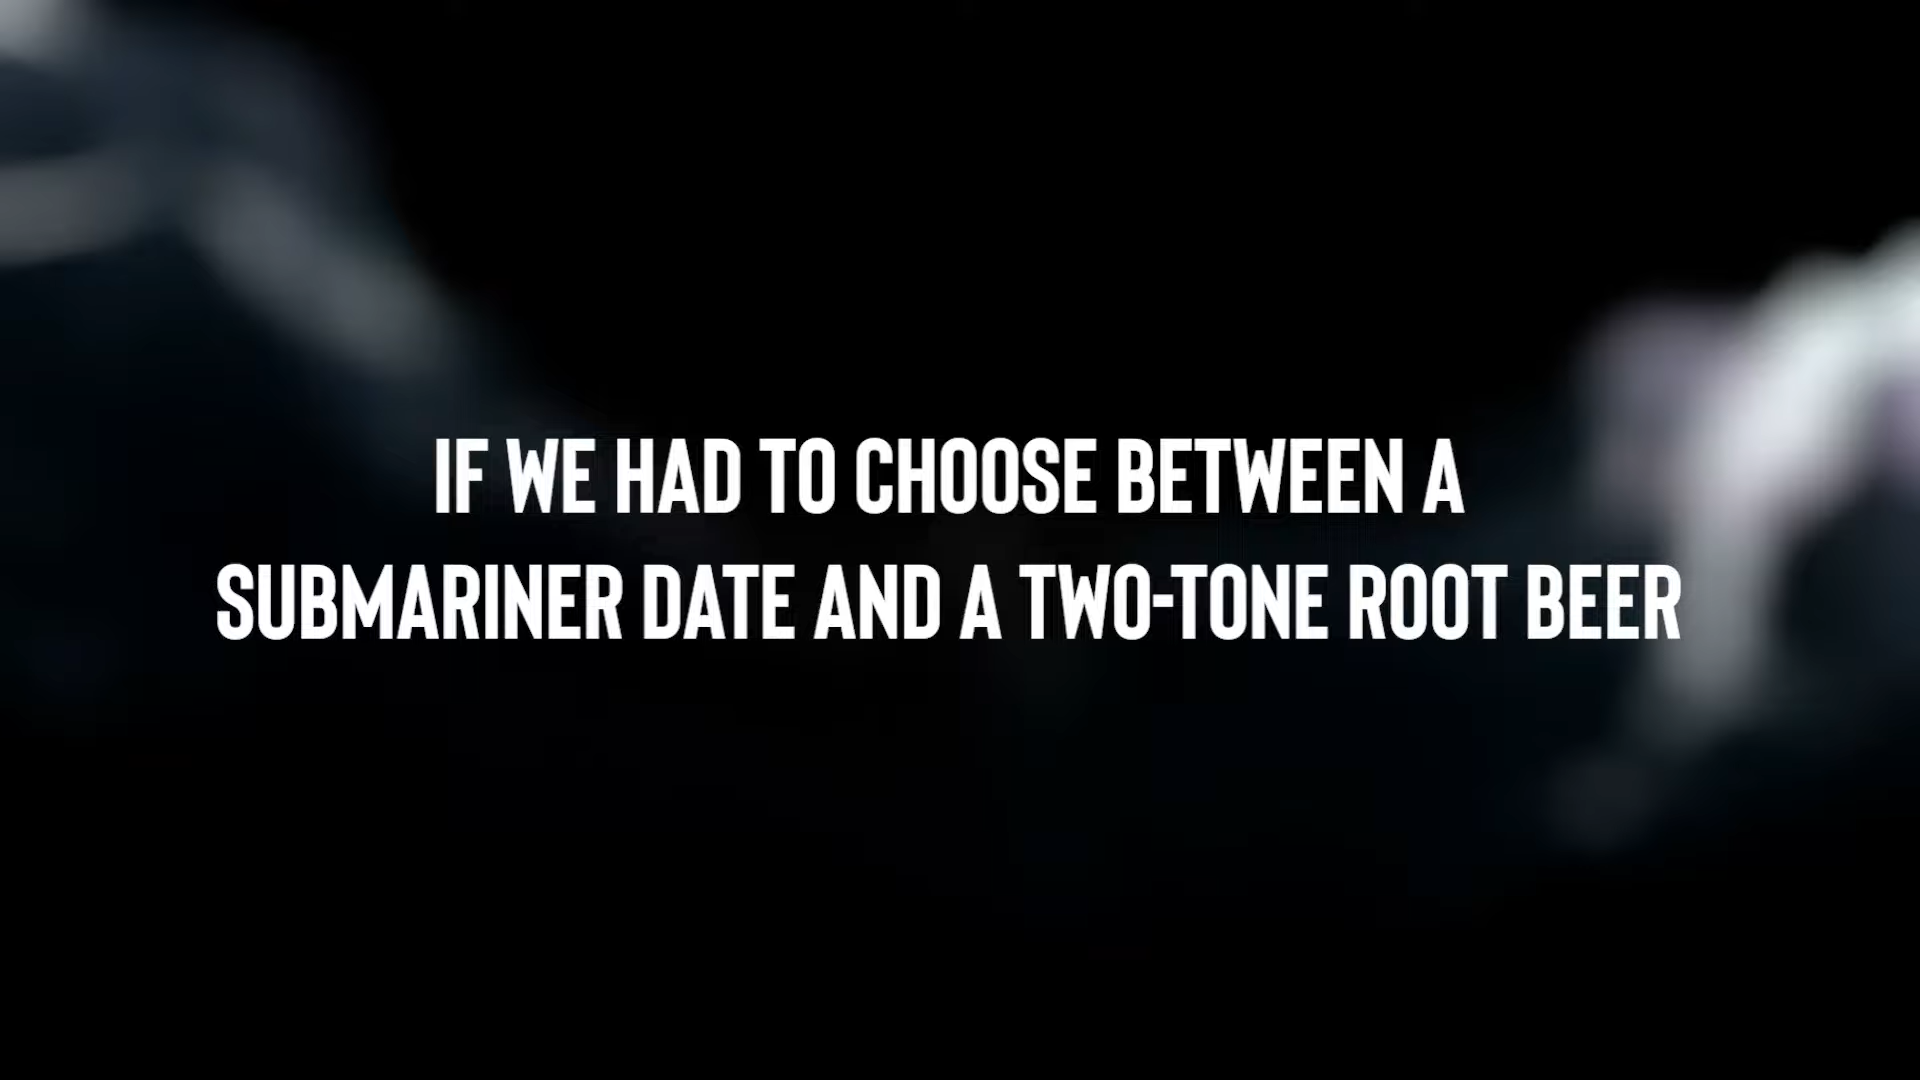 IF WE HAD TO CHOOSE BETWEEN A
SUBMARINER DATE AND A TWO-TONE ROOT BEER